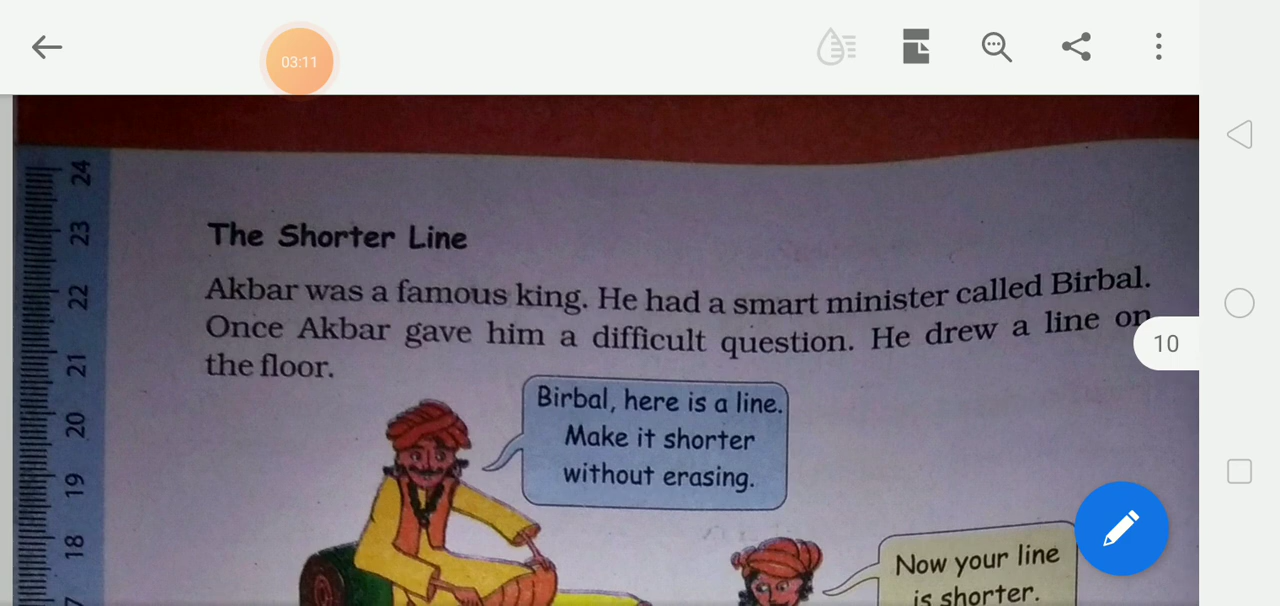 03:11
24
23
22
21
20
19
18
The Shorter Line
Akbar was a famous king. He had a smart minister called Birbal.
Once Akbar gave him a difficult question. He drew a line on
the floor.
10
Birbal, here is a line.
Make it shorter
without erasing.
Now your line
is shorter.